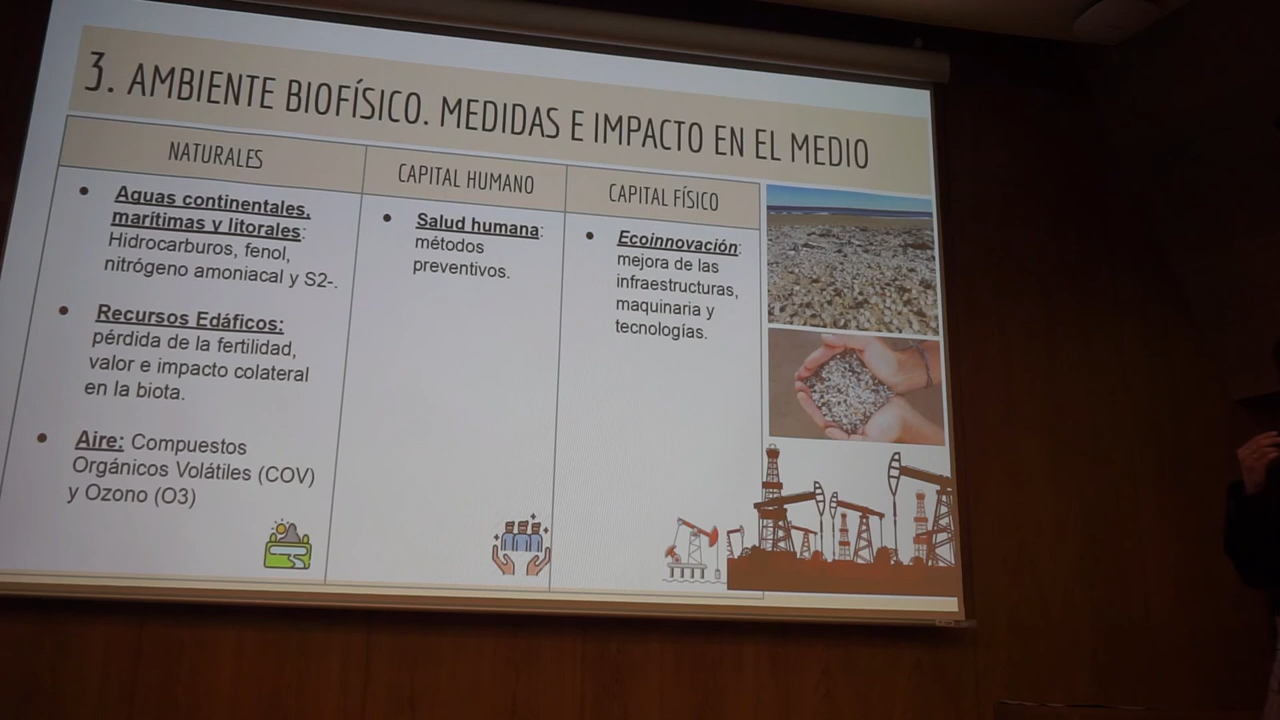 3. AMBIENTE BIOFÍSICO. MEDIDAS E IMPACTO EN EL MEDIO
NATURALES
Aguas continentales,
marítimas y litorales:
Hidrocarburos, fenol,
nitrógeno amoniacal y S2-.
Recursos Edáficos:
pérdida de la fertilidad,
valor e impacto colateral
en la biota.
Aire: Compuestos
Orgánicos Volátiles (COV)
y Ozono (O3)
CAPITAL HUMANO
Salud humana:
métodos
preventivos.
CAPITAL FÍSICO
Ecoinnovación:
mejora de las
infraestructuras,
maquinaria y
tecnologías.